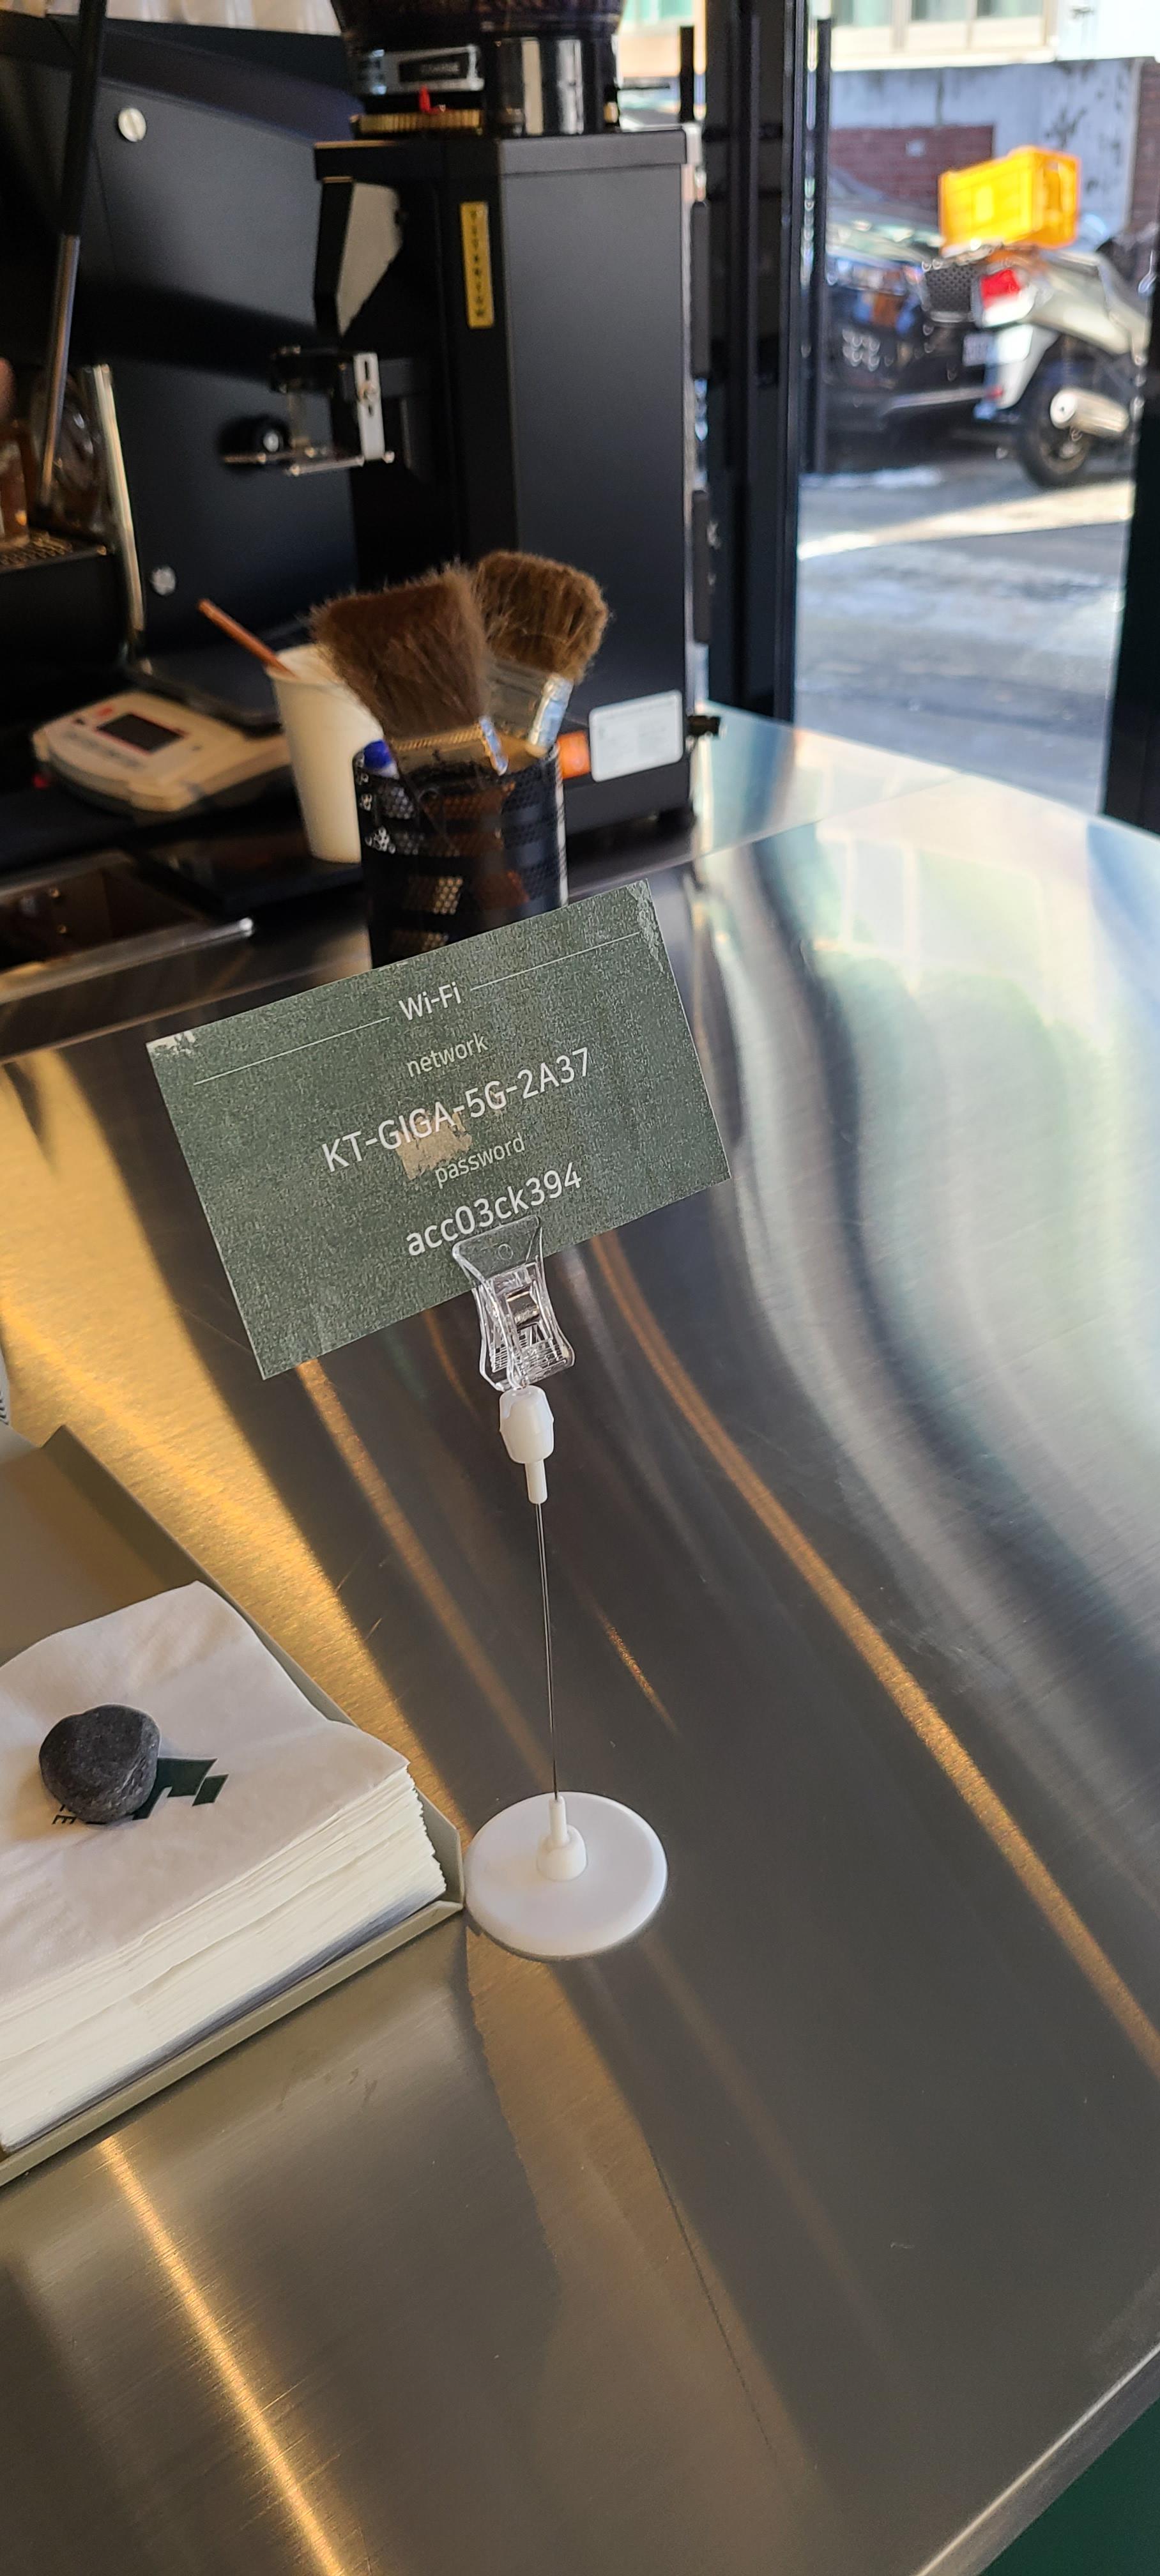 Wi-Fi
network
KT-GIGA-5G-2A37
password
acc03ck394